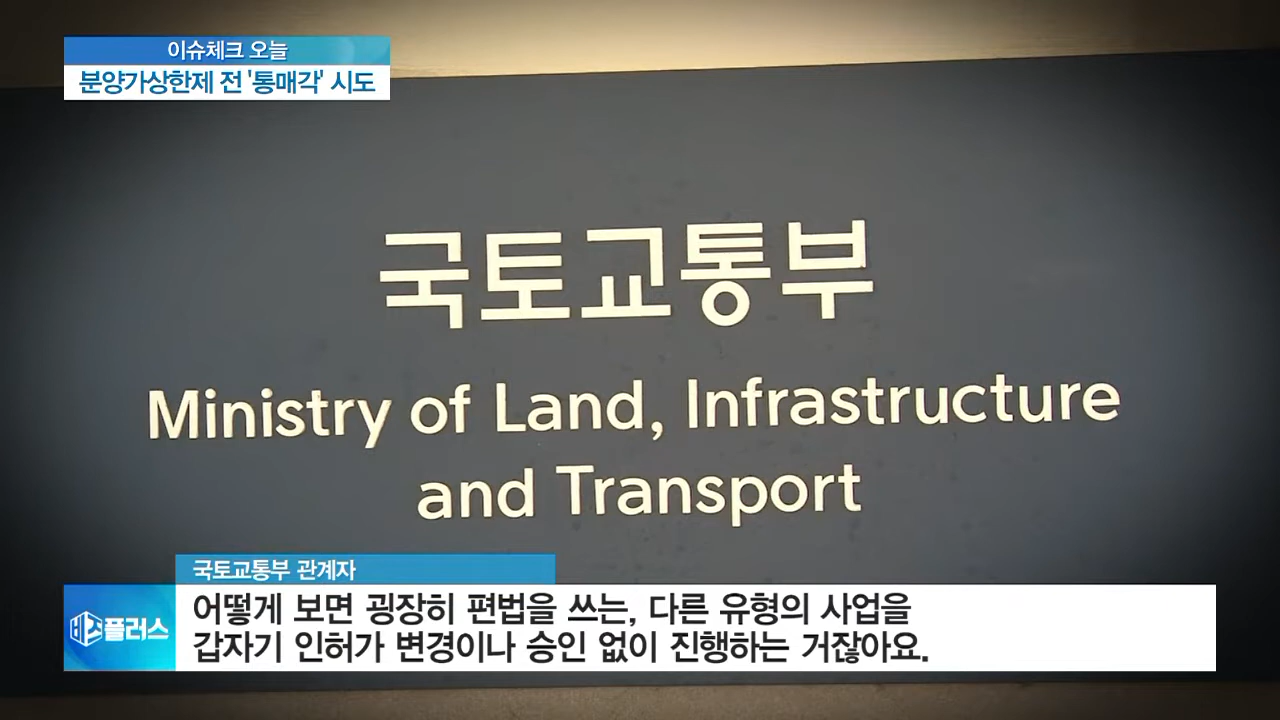 이슈체크 오늘
분양가상한제 전 '통매각' 시도
국토교통부
Ministry of Land, Infrastructure
and Transport
국토교통부 관계자
비즈플러스
어떻게 보면 굉장히 편법을 쓰는, 다른 유형의 사업을
갑자기 인허가 변경이나 승인 없이 진행하는 거잖아요.